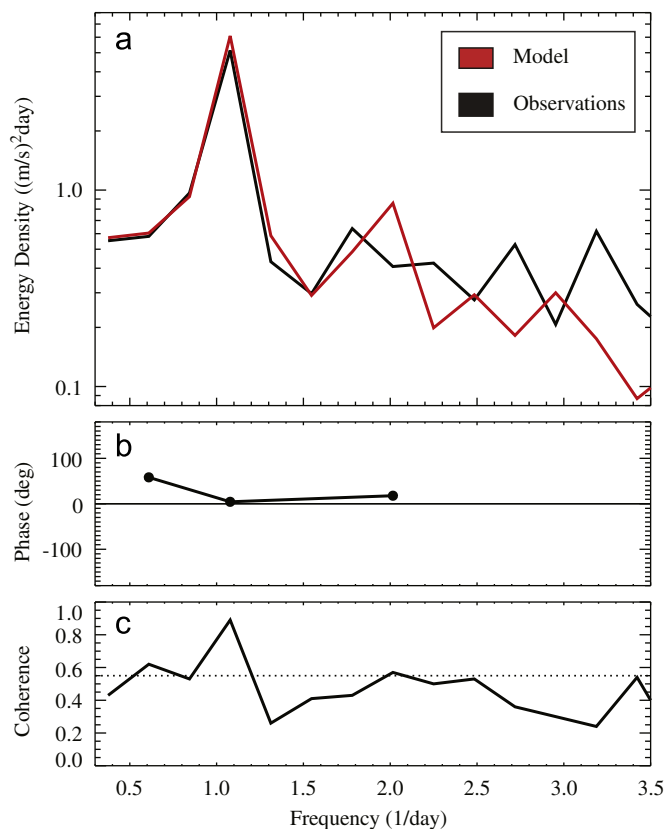 a
Model
Observations
Energy Density ((m/s)²day)
1.0
0.1
b
Phase (deg)
100
0
-100
c
Coherence
1.0
0.8
0.6
0.4
0.2
0.0
0.5 1.0 1.5 2.0 2.5 3.0 3.5
Frequency (1/day)